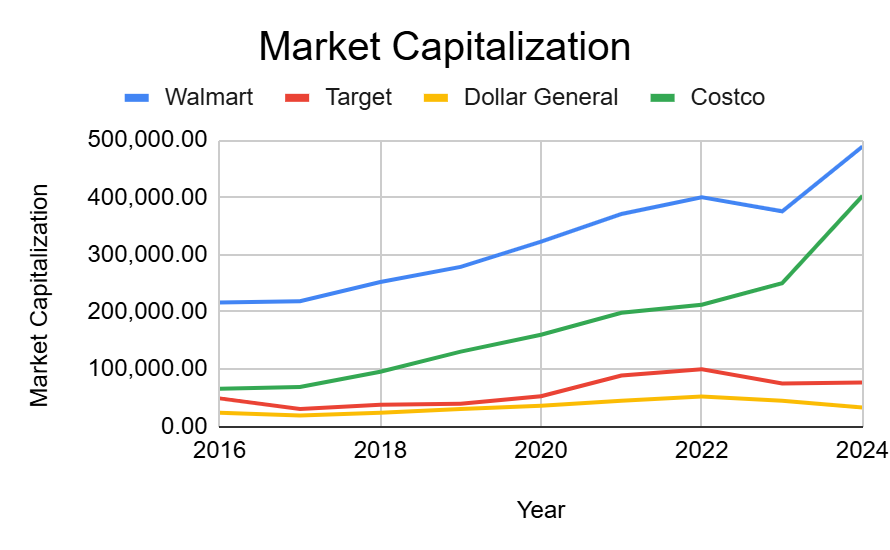 Market Capitalization
Walmart Target Dollar General Costco
500,000.00
400,000.00
300,000.00
200,000.00
100,000.00
0.00
Market Capitalization
2016 2018 2020 2022 2024
Year